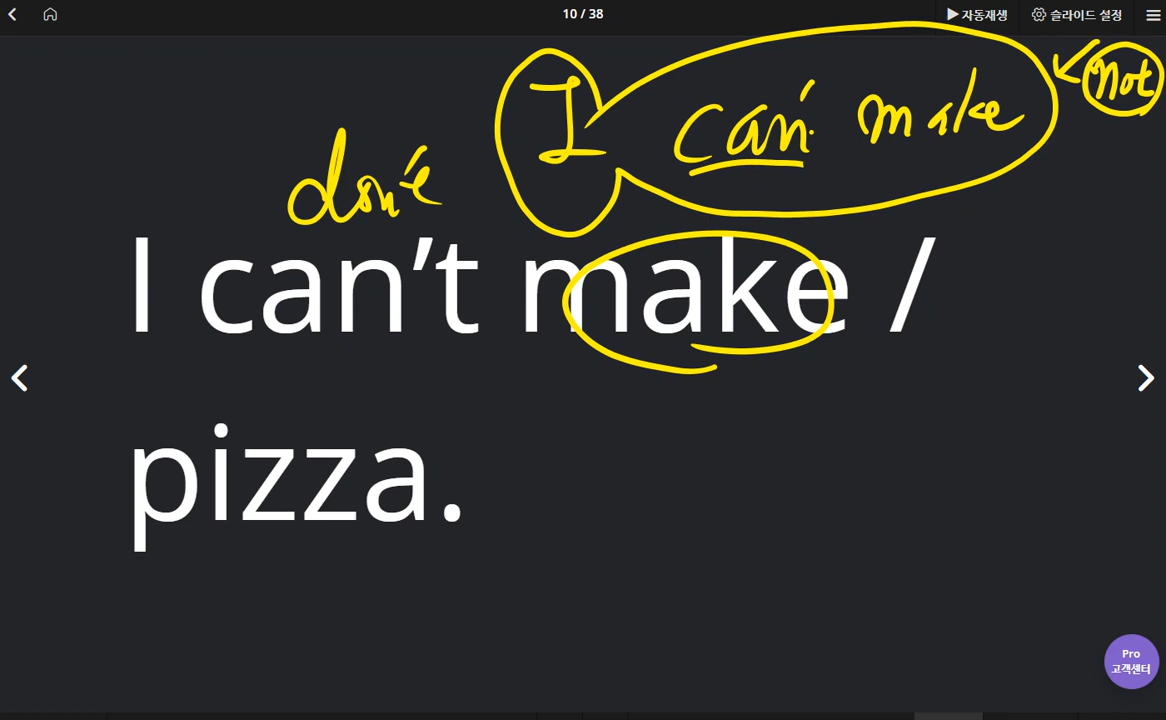 10 / 38
▶ 자동재생
슬라이드 설정
Not
I can' make
don't
I can’t make /
pizza.
Pro
고객센터